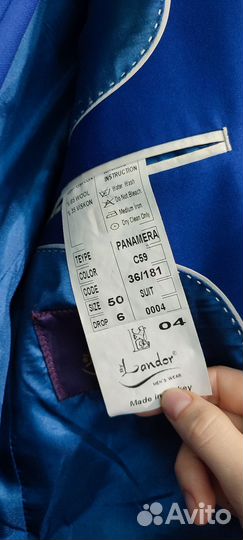 INSTRUCTION
WOOL
VISKON
Water Wash
Do Not Bleach
Medium Iron
Dry Clean Only
TEYPE PANAMERA
COLOR C59
CODE 36/181
SIZE 50 SUIT
DROP 6 0004
04
Landor®
MEN'S WEAR
Made in
Avito